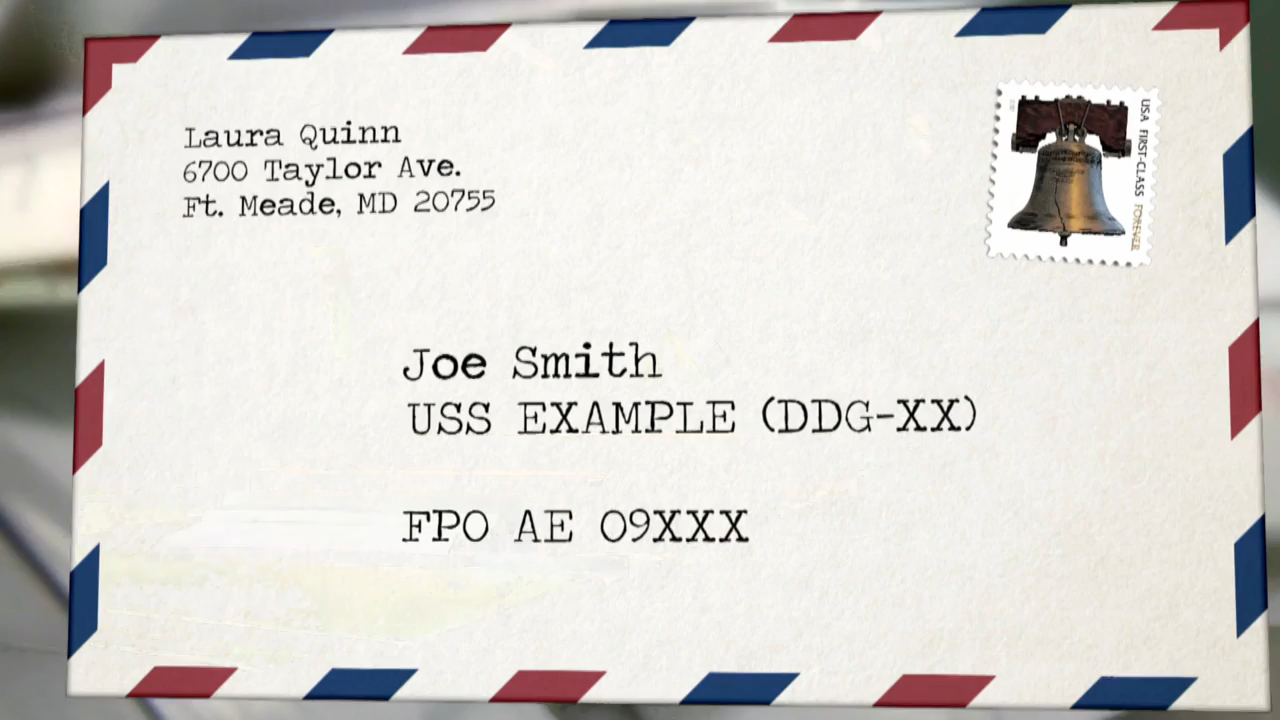 Laura Quinn
6700 Taylor Ave.
Ft. Meade, MD 20755
USA FIRST-CLASS FOREVER
Joe Smith
USS EXAMPLE (DDG-XX)
FPO AE 09XXX